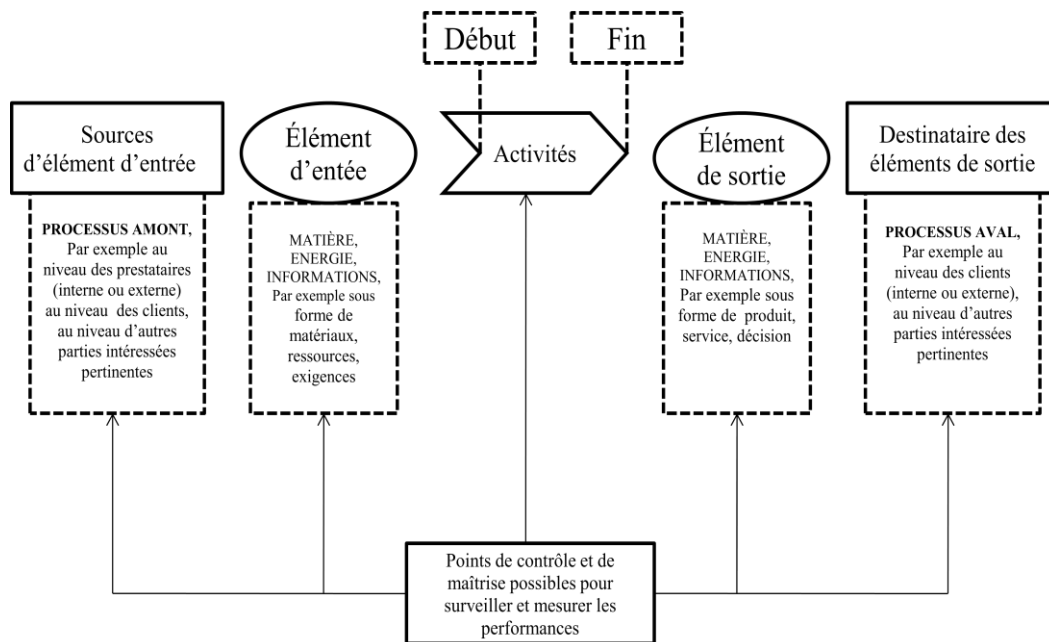 Début
Fin
Sources
d'élément d'entrée
Élément
d'entée
Activités
Élément
de sortie
Destinataire des
éléments de sortie
PROCESSUS AMONT,
Par exemple au
niveau des prestataires
(interne ou externe)
au niveau des clients,
au niveau d'autres
parties intéressées
pertinentes
MATIÈRE,
ENERGIE,
INFORMATIONS,
Par exemple sous
forme de
matériaux,
ressources,
exigences
MATIÈRE,
ENERGIE,
INFORMATIONS,
Par exemple sous
forme de produit,
service, décision
PROCESSUS AVAL,
Par exemple au
niveau des clients
(interne ou externe),
au niveau d'autres
parties intéressées
pertinentes
Points de contrôle et de
maîtrise possibles pour
surveiller et mesurer les
performances